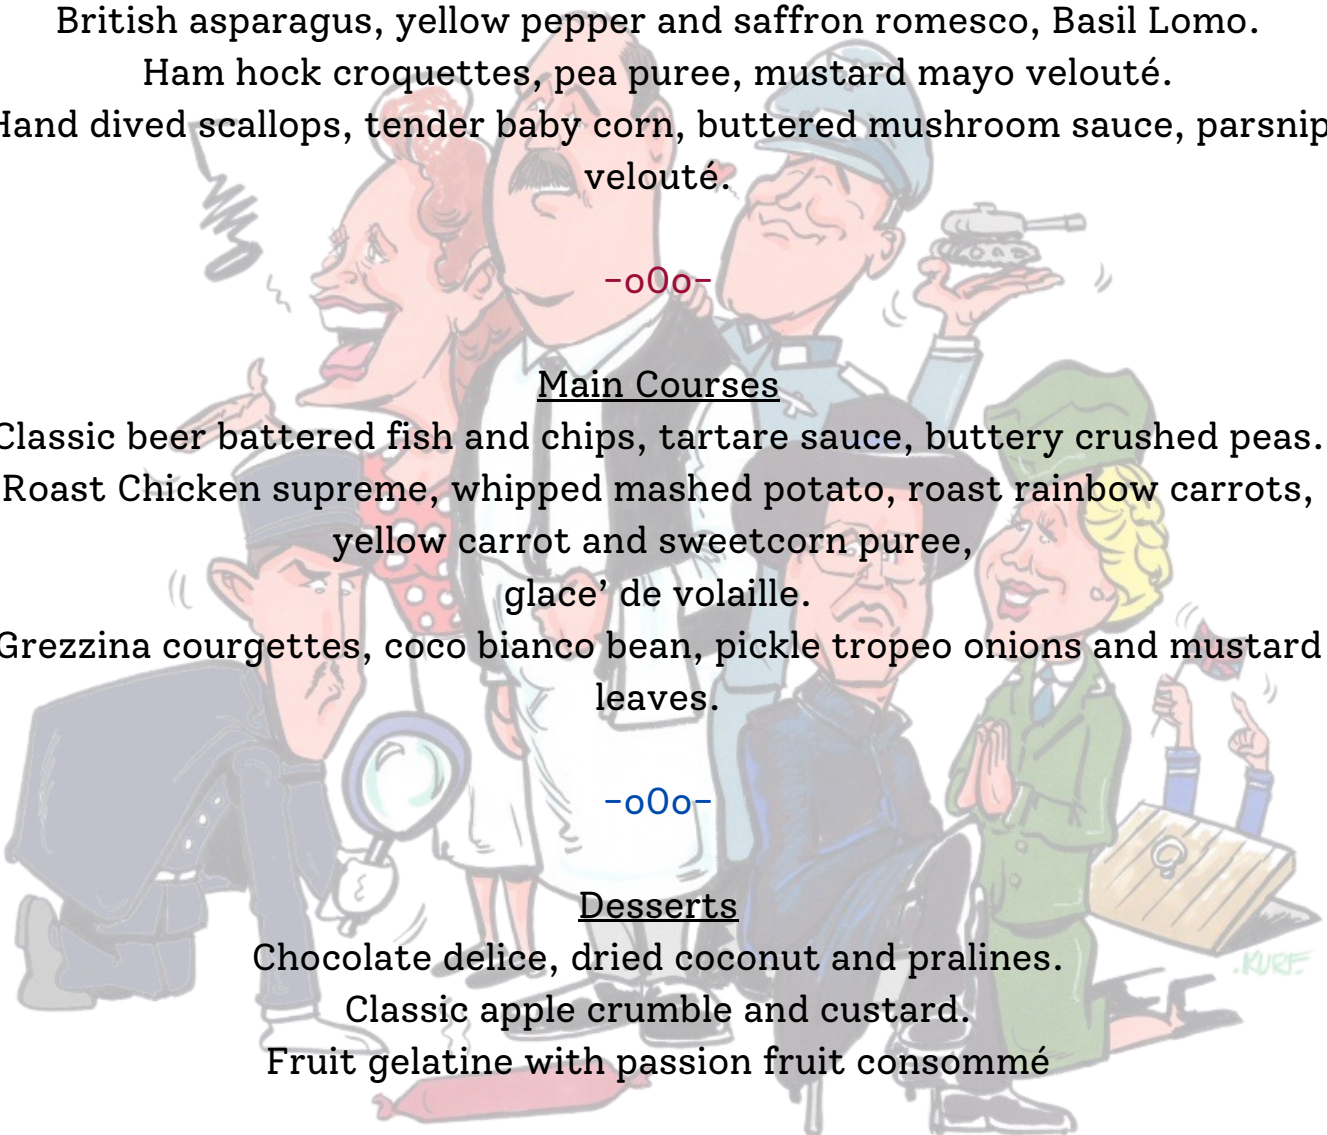 British asparagus, yellow pepper and saffron romesco, Basil Lomo.
Ham hock croquettes, pea puree, mustard mayo velouté.
Hand dived scallops, tender baby corn, buttered mushroom sauce, parsnip
velouté.
-oOo-
Main Courses
Classic beer battered fish and chips, tartare sauce, buttery crushed peas.
Roast Chicken supreme, whipped mashed potato, roast rainbow carrots,
yellow carrot and sweetcorn puree,
glace’ de volaille.
Grezzina courgettes, coco bianco bean, pickle tropeo onions and mustard
leaves.
-oOo-
Desserts
Chocolate delice, dried coconut and pralines.
Classic apple crumble and custard.
Fruit gelatine with passion fruit consommé